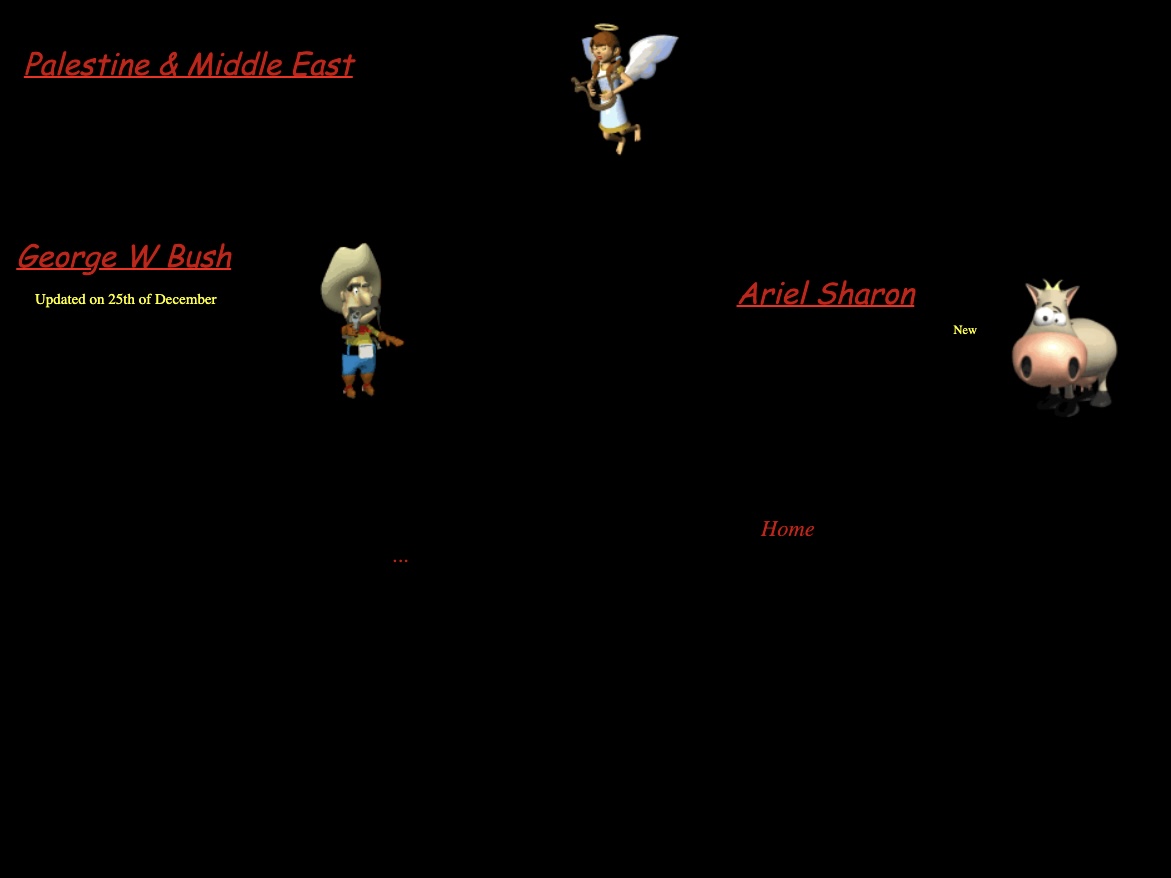 Palestine & Middle East
George W Bush
Updated on 25th of December
Ariel Sharon
New
Home
...